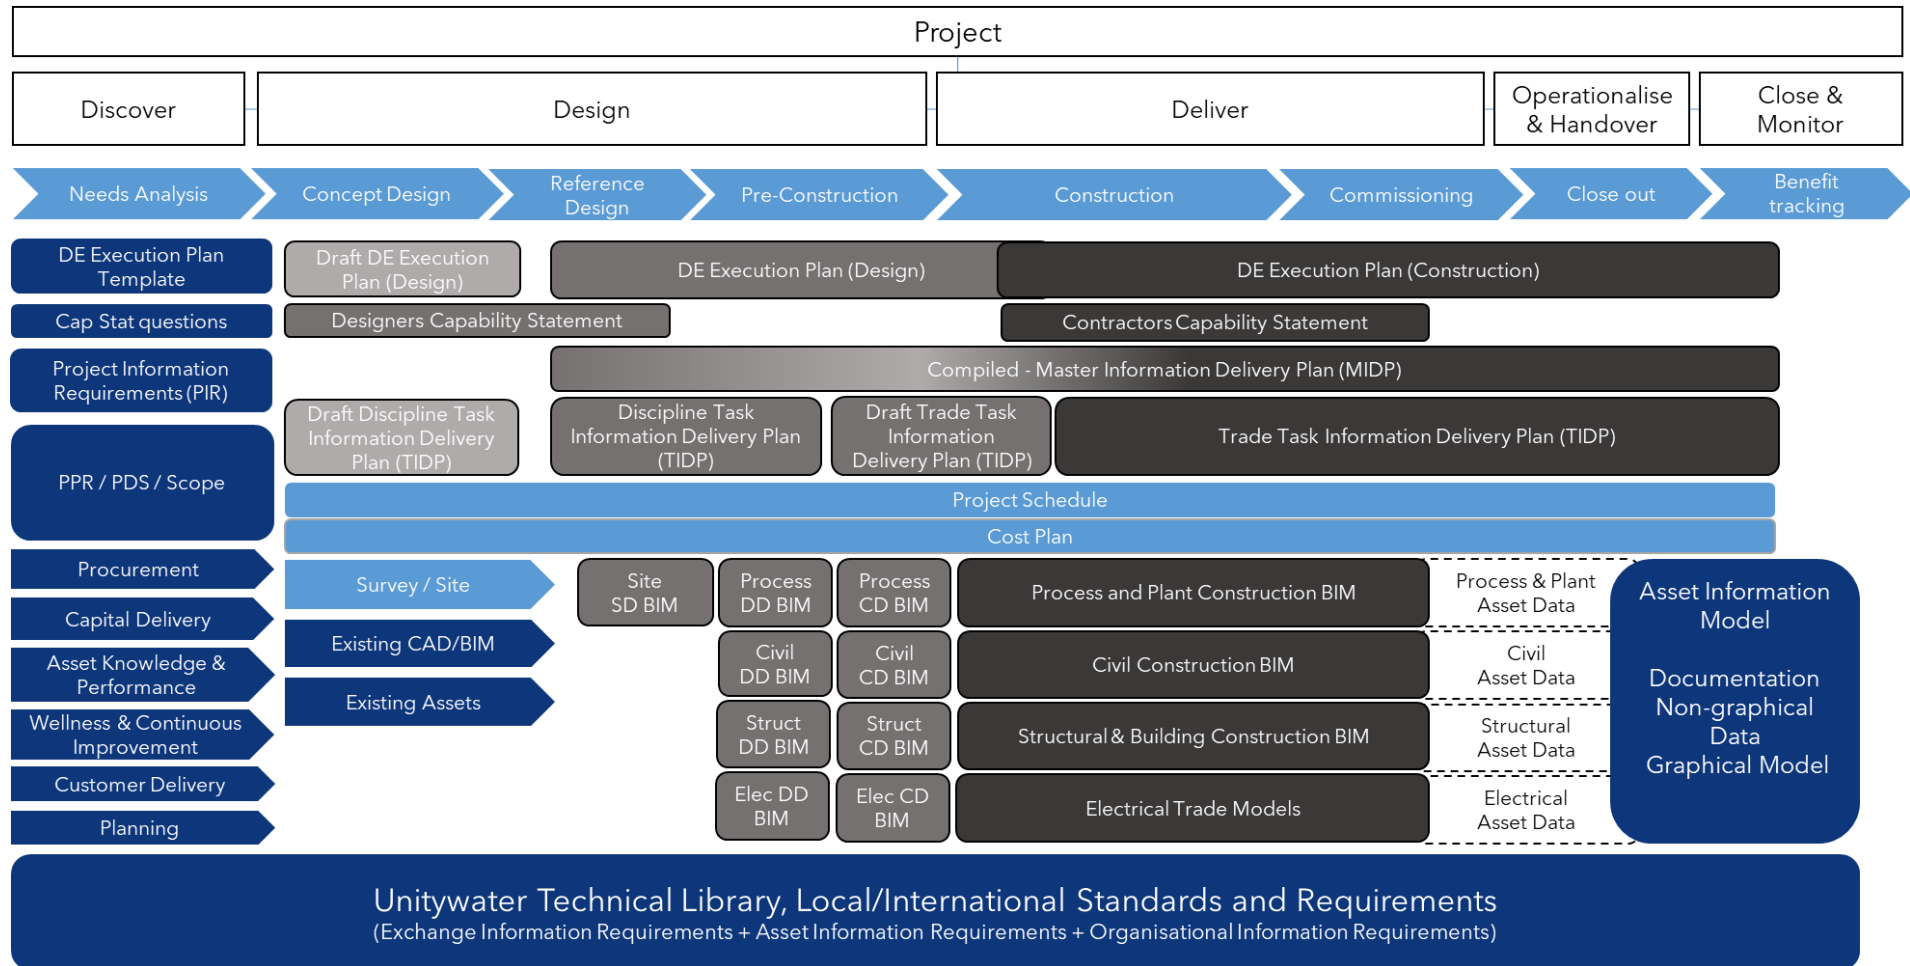 Project
Discover
Design
Deliver
Operationalise
& Handover
Close &
Monitor
Needs Analysis
Concept Design
Reference
Design
Pre-Construction
Construction
Commissioning
Close out
Benefit
tracking
DE Execution Plan
Template
Draft DE Execution
Plan (Design)
DE Execution Plan (Design)
DE Execution Plan (Construction)
Cap Stat questions
Designers Capability Statement
Contractors Capability Statement
Project Information
Requirements (PIR)
Compiled - Master Information Delivery Plan (MIDP)
Draft Discipline Task
Information Delivery
Plan (TIDP)
Discipline Task
Information Delivery Plan
(TIDP)
Draft Trade Task
Information
Delivery Plan (TIDP)
Trade Task Information Delivery Plan (TIDP)
PPR / PDS / Scope
Project Schedule
Cost Plan
Procurement
Capital Delivery
Asset Knowledge &
Performance
Wellness & Continuous
Improvement
Customer Delivery
Planning
Survey / Site
Existing CAD/BIM
Existing Assets
Site
SD BIM
Process
DD BIM
Process
CD BIM
Process and Plant Construction BIM
Process & Plant
Asset Data
Civil
DD BIM
Civil
CD BIM
Civil Construction BIM
Civil
Asset Data
Struct
DD BIM
Struct
CD BIM
Structural & Building Construction BIM
Structural
Asset Data
Elec DD
BIM
Elec CD
BIM
Electrical Trade Models
Electrical
Asset Data
Asset Information
Model
Documentation
Non-graphical
Data
Graphical Model
Unitywater Technical Library, Local/International Standards and Requirements
(Exchange Information Requirements + Asset Information Requirements + Organisational Information Requirements)